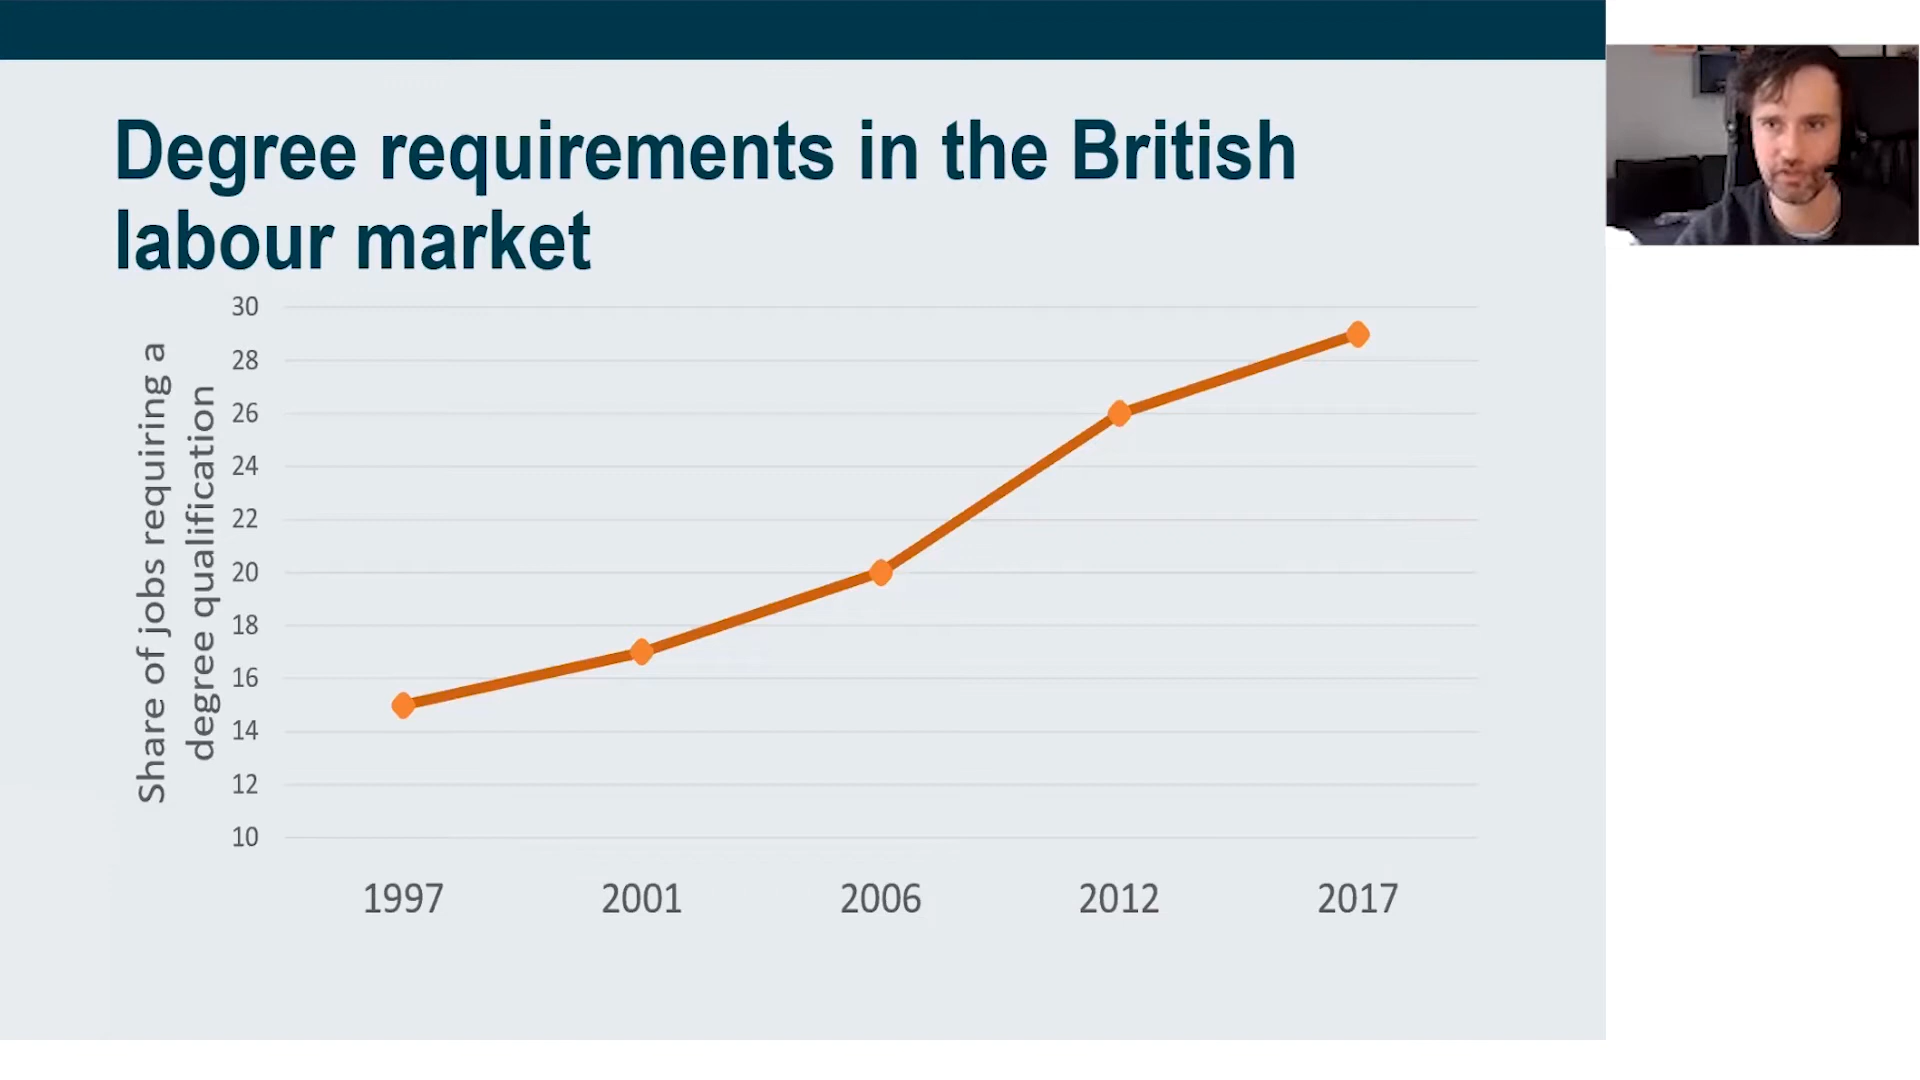 Degree requirements in the British
labour market
Share of jobs requiring a
degree qualification
30
28
26
24
22
20
18
16
14
12
10
1997 2001 2006 2012 2017